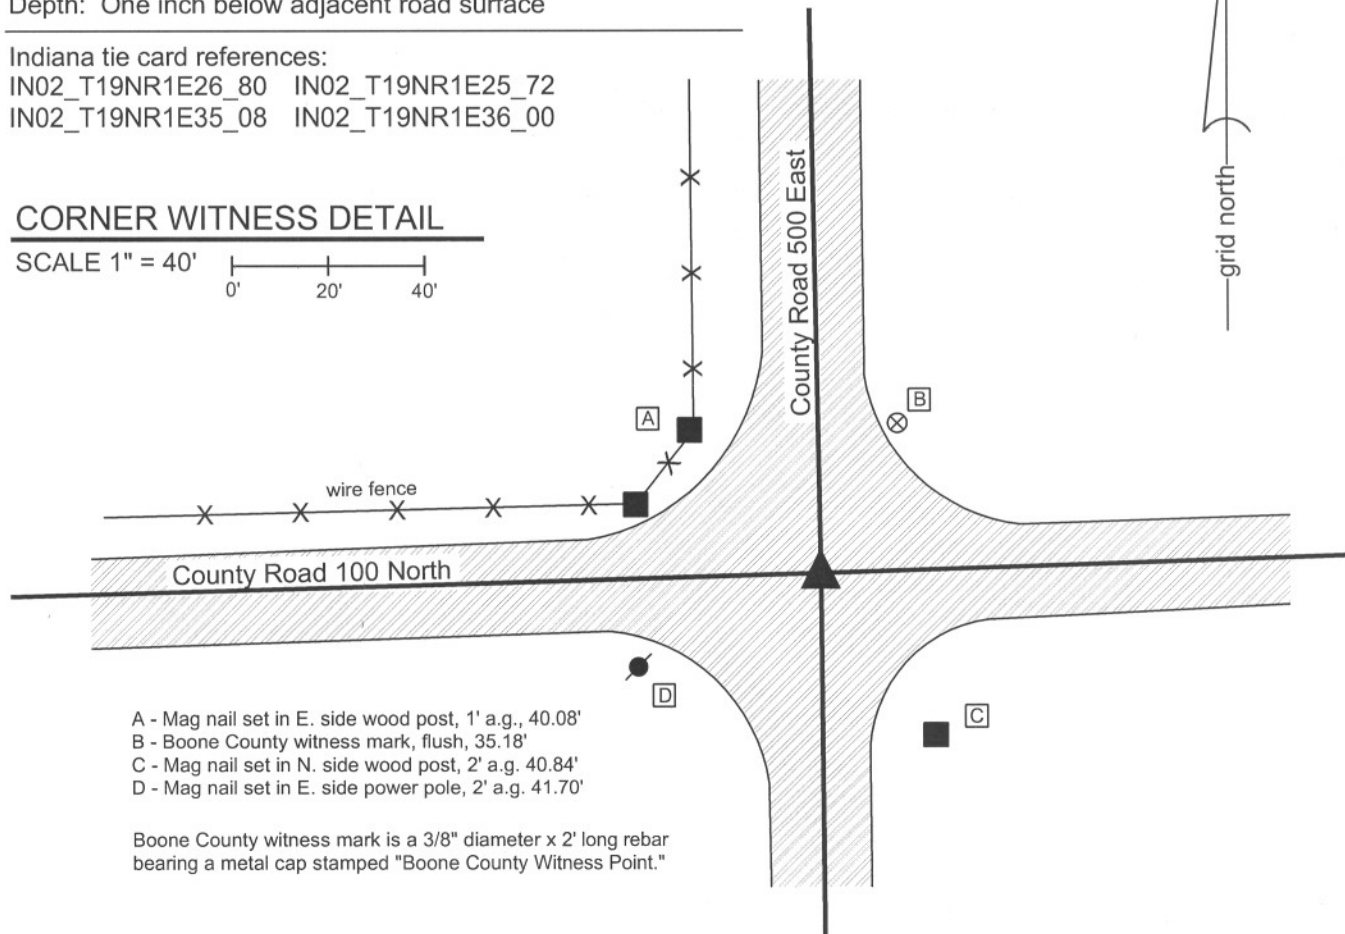 Depth: One inch below adjacent road surface
Indiana tie card references:
IN02_T19NR1E26_80 IN02_T19NR1E25_72
IN02_T19NR1E35_08 IN02_T19NR1E36_00
CORNER WITNESS DETAIL
SCALE 1" = 40'
0' 20' 40'
County Road 500 East
grid north
A
B
wire fence
County Road 100 North
D
C
A - Mag nail set in E. side wood post, 1' a.g., 40.08'
B - Boone County witness mark, flush, 35.18'
C - Mag nail set in N. side wood post, 2' a.g. 40.84'
D - Mag nail set in E. side power pole, 2' a.g. 41.70'
Boone County witness mark is a 3/8" diameter x 2' long rebar
bearing a metal cap stamped "Boone County Witness Point."